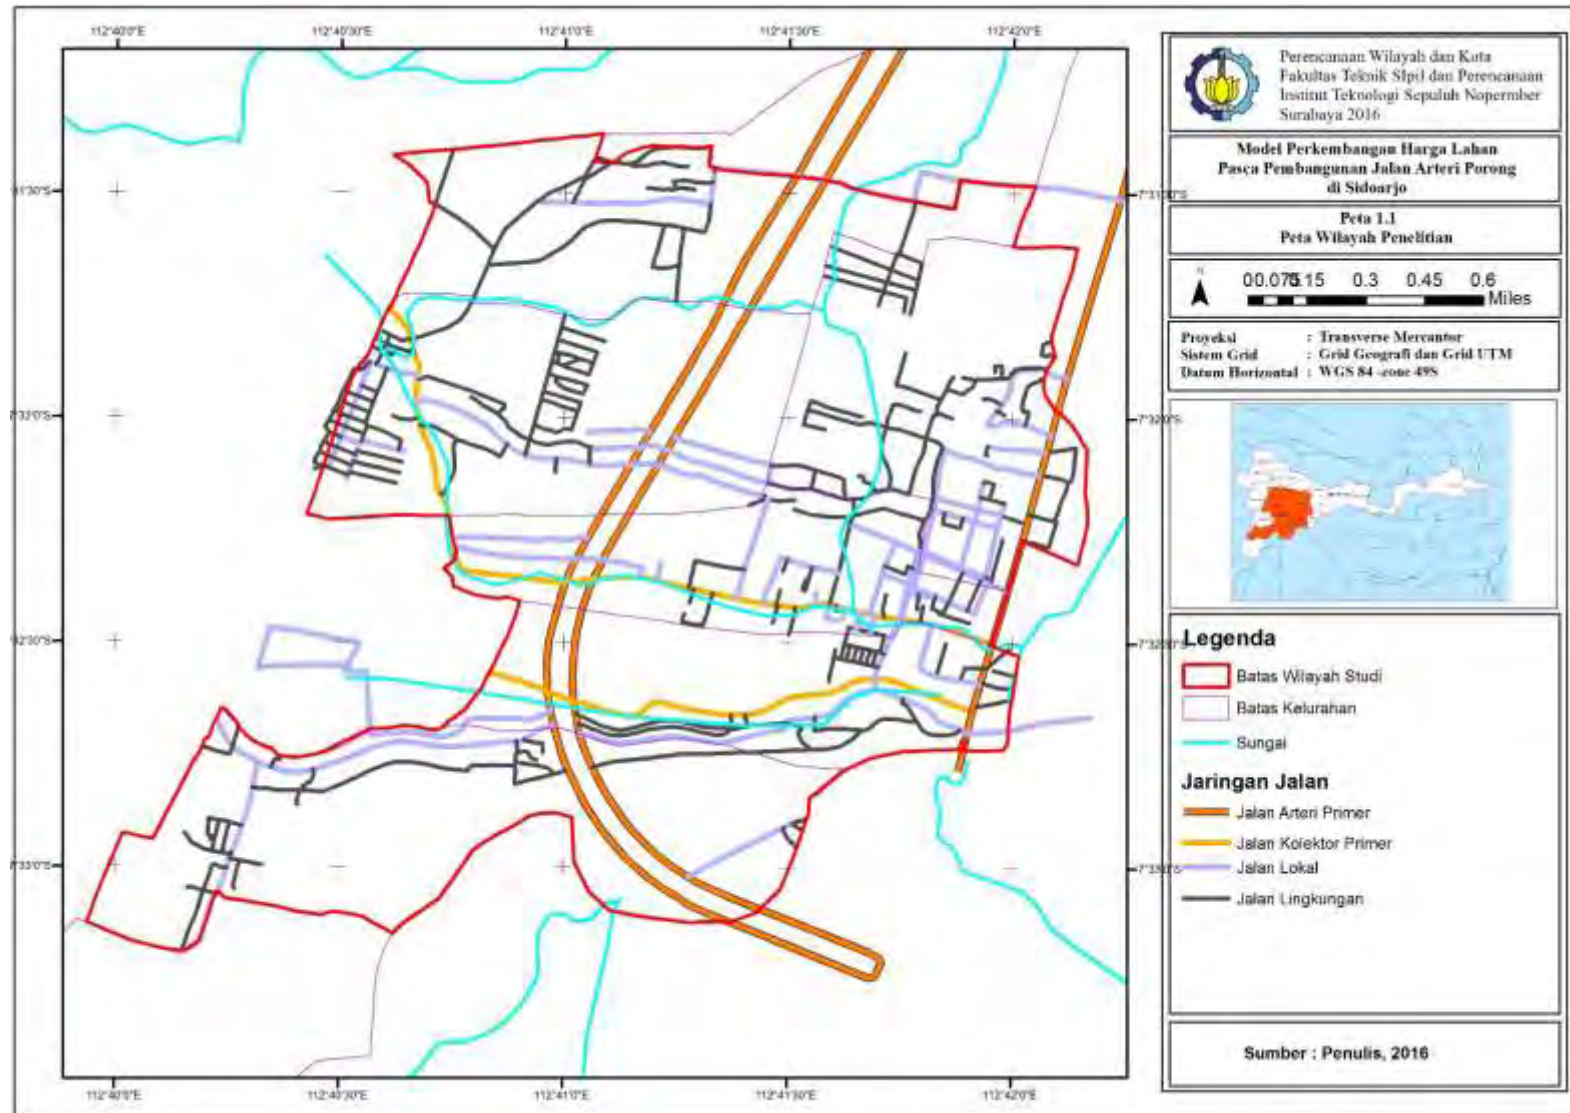 112°40'0"E 112°40'30"E 112°41'0"E 112°41'30"E 112°42'0"E
Perencanaan Wilayah dan Kota
Fakultas Teknik SIpil dan Perencanaan
Institut Teknologi Sepuluh Nopermber
Surabaya 2016
Model Perkembangan Harga Lahan
Pasca Pembangunan Jalan Arteri Porong
di Sidoarjo
Peta 1.1
Peta Wilayah Penelitian
0.15 0.3 0.45 0.6
Miles
Proyeksi : Transverse Mercantor
Sistem Grid : Grid Geografi dan Grid UTM
Datum Horizontal : WGS 84 -zone 49S
Legenda
Batas Wilayah Studi
Batas Kelurahan
Sungai
Jaringan Jalan
Jalan Arteri Primer
Jalan Kolektor Primer
Jalan Lokal
Jalan Lingkungan
Sumber : Penulis, 2016
112°40'0"E 112°40'30"E 112°41'0"E 112°41'30"E 112°42'0"E